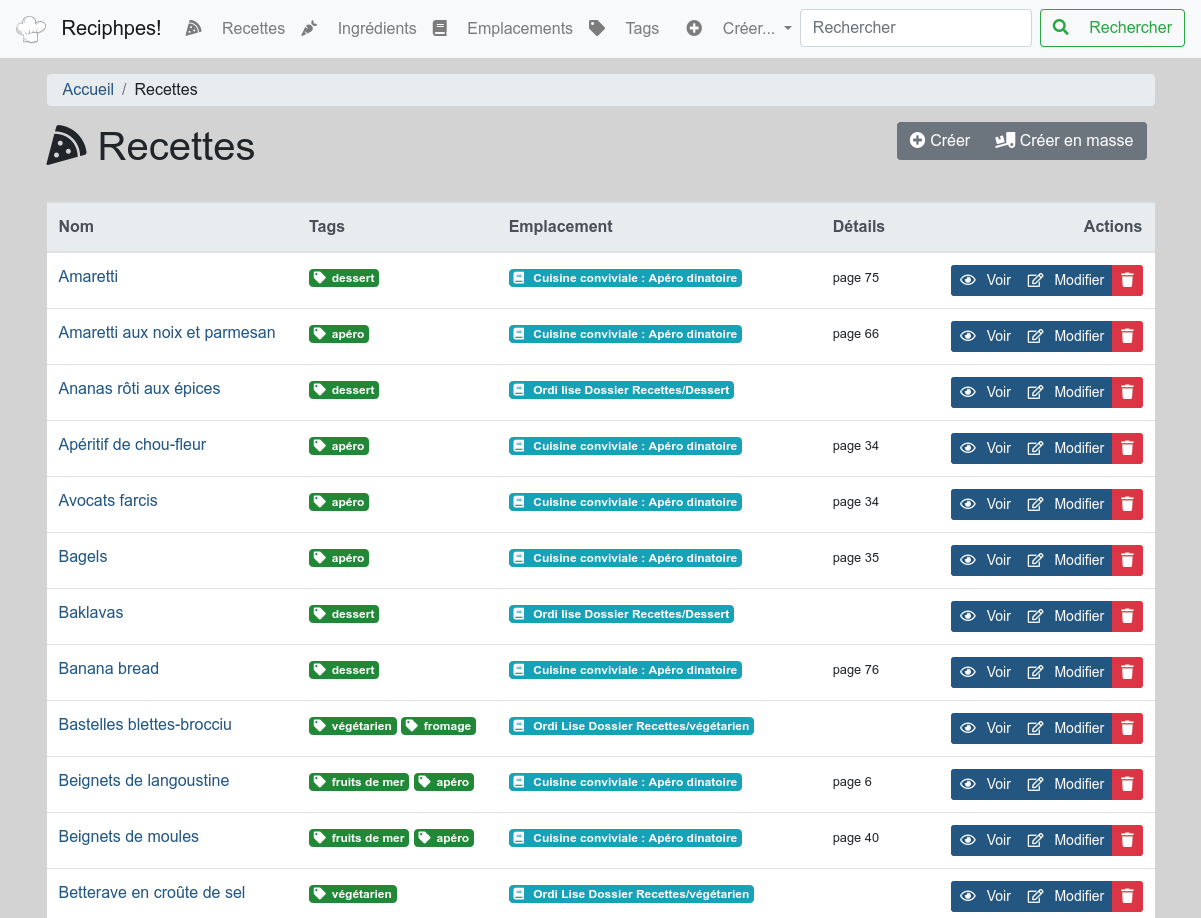 Reciphpes! Recettes Ingrédients Emplacements Tags Créer... Rechercher Rechercher
Accueil / Recettes
Recettes Créer Créer en masse
Nom Tags Emplacement Détails Actions
Amaretti dessert Cuisine conviviale : Apéro dinatoire page 75 Voir Modifier
Amaretti aux noix et parmesan apéro Cuisine conviviale : Apéro dinatoire page 66 Voir Modifier
Ananas rôti aux épices dessert Ordi lise Dossier Recettes/Dessert Voir Modifier
Apéritif de chou-fleur apéro Cuisine conviviale : Apéro dinatoire page 34 Voir Modifier
Avocats farcis apéro Cuisine conviviale : Apéro dinatoire page 34 Voir Modifier
Bagels apéro Cuisine conviviale : Apéro dinatoire page 35 Voir Modifier
Baklavas dessert Ordi lise Dossier Recettes/Dessert Voir Modifier
Banana bread dessert Cuisine conviviale : Apéro dinatoire page 76 Voir Modifier
Bastelles blettes-brocciu végétarien fromage Ordi Lise Dossier Recettes/végétarien Voir Modifier
Beignets de langoustine fruits de mer apéro Cuisine conviviale : Apéro dinatoire page 6 Voir Modifier
Beignets de moules fruits de mer apéro Cuisine conviviale : Apéro dinatoire page 40 Voir Modifier
Betterave en croûte de sel végétarien Ordi Lise Dossier Recettes/végétarien Voir Modifier